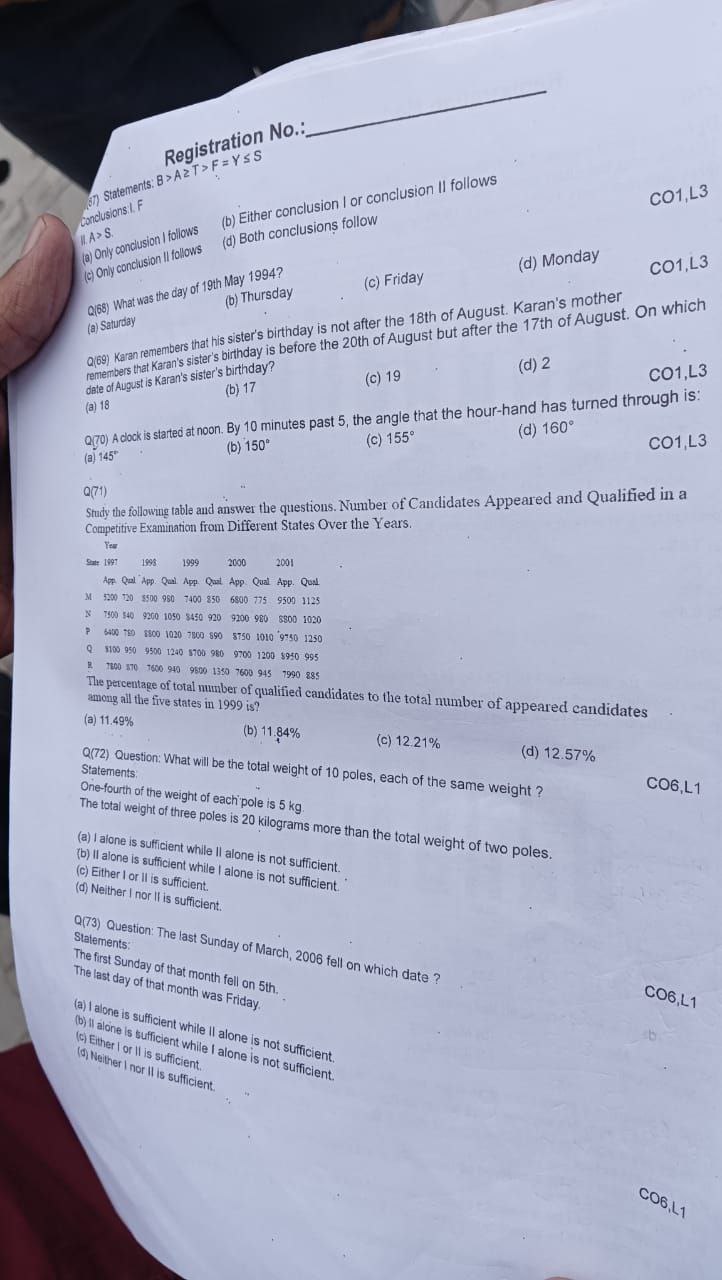 Registration No.:
Q(67) Statements: B > A ≥ T > F = Y ≤ S
Conclusions: I. F
II. A > S.
(a) Only conclusion I follows (b) Either conclusion I or conclusion II follows
(c) Only conclusion II follows (d) Both conclusions follow
CO1,L3
Q(68) What was the day of 19th May 1994?
(a) Saturday (b) Thursday (c) Friday (d) Monday
CO1,L3
Q(69) Karan remembers that his sister's birthday is not after the 18th of August. Karan's mother
remembers that Karan's sister's birthday is before the 20th of August but after the 17th of August. On which
date of August is Karan's sister's birthday?
(a) 18 (b) 17 (c) 19 (d) 2
CO1,L3
Q(70) A clock is started at noon. By 10 minutes past 5, the angle that the hour-hand has turned through is:
(a) 145° (b) 150° (c) 155° (d) 160°
CO1,L3
Q(71)
Study the following table and answer the questions. Number of Candidates Appeared and Qualified in a
Competitive Examination from Different States Over the Years.
Year
State 1997 1998 1999 2000 2001
App. Qual App. Qual. App. Qual. App. Qual. App. Qual.
M 5200 720 8500 980 7400 850 6800 775 9500 1125
N 7500 840 9200 1050 8450 920 9200 980 8800 1020
P 6400 780 8800 1020 7800 890 8750 1010 9750 1250
Q 8100 950 9500 1240 8700 980 9700 1200 8950 995
R 7800 870 7600 940 9800 1350 7600 945 7990 885
The percentage of total number of qualified candidates to the total number of appeared candidates
among all the five states in 1999 is?
(a) 11.49% (b) 11.84% (c) 12.21% (d) 12.57%
CO6,L1
Q(72) Question: What will be the total weight of 10 poles, each of the same weight ?
Statements:
One-fourth of the weight of each pole is 5 kg.
The total weight of three poles is 20 kilograms more than the total weight of two poles.
(a) I alone is sufficient while II alone is not sufficient.
(b) II alone is sufficient while I alone is not sufficient.
(c) Either I or II is sufficient.
(d) Neither I nor II is sufficient.
CO6,L1
Q(73) Question: The last Sunday of March, 2006 fell on which date ?
Statements:
The first Sunday of that month fell on 5th.
The last day of that month was Friday.
(a) I alone is sufficient while II alone is not sufficient.
(b) II alone is sufficient while I alone is not sufficient.
(c) Either I or II is sufficient.
(d) Neither I nor II is sufficient.
CO6,L1